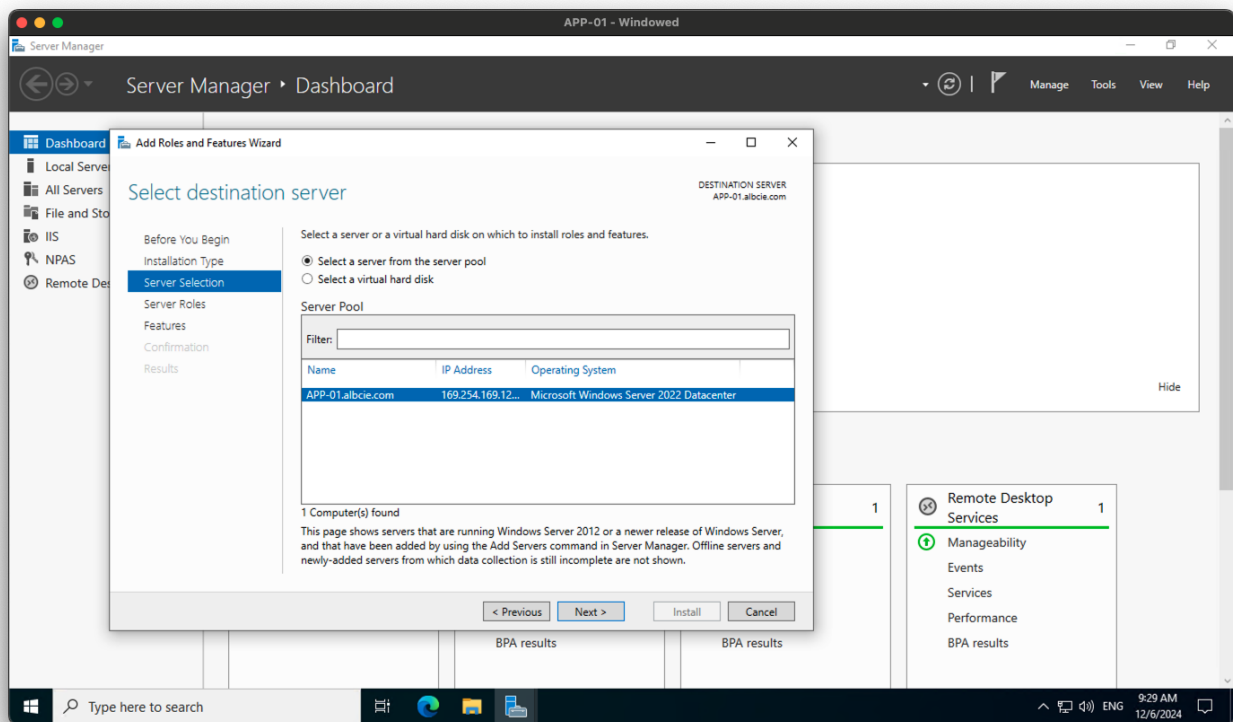 APP-01 - Windowed
Server Manager
Server Manager ‣ Dashboard
Manage
Tools
View
Help
Dashboard
Local Server
All Servers
File and Sto
IIS
NPAS
Remote Des
Add Roles and Features Wizard
Select destination server
DESTINATION SERVER
APP-01.albcie.com
Before You Begin
Installation Type
Server Selection
Server Roles
Features
Confirmation
Results
Select a server or a virtual hard disk on which to install roles and features.
Select a server from the server pool
Select a virtual hard disk
Server Pool
Filter:
Name IP Address Operating System
APP-01.albcie.com 169.254.169.12... Microsoft Windows Server 2022 Datacenter
1 Computer(s) found
This page shows servers that are running Windows Server 2012 or a newer release of Windows Server,
and that have been added by using the Add Servers command in Server Manager. Offline servers and
newly-added servers from which data collection is still incomplete are not shown.
< Previous
Next >
Install
Cancel
Hide
BPA results
1
BPA results
Remote Desktop
Services
1
Manageability
Events
Services
Performance
BPA results
Type here to search
ENG
9:29 AM
12/6/2024